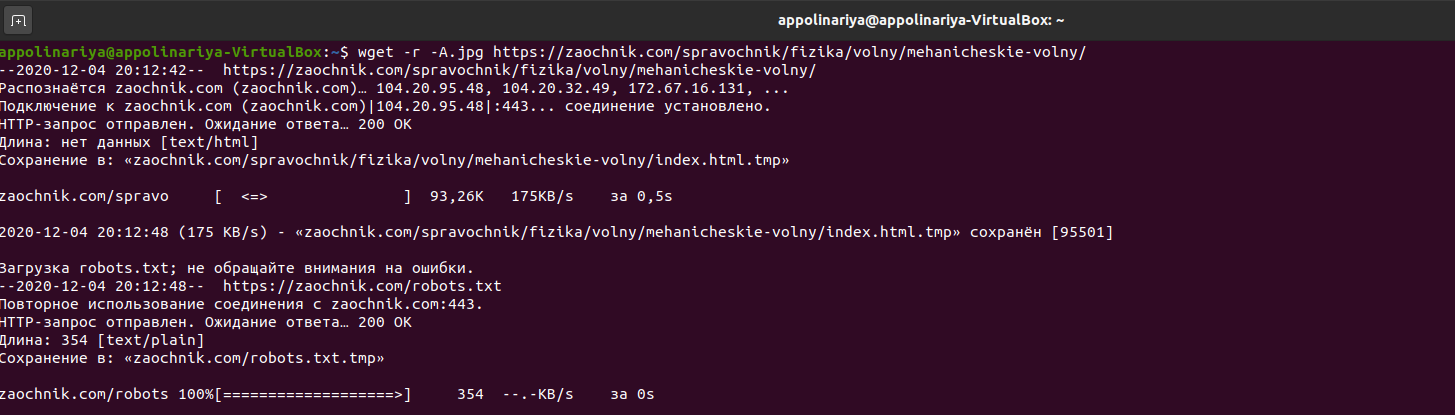 appolinariya@appolinariya-VirtualBox: ~
appolinariya@appolinariya-VirtualBox:~$ wget -r -A.jpg https://zaochnik.com/spravochnik/fizika/volny/mehanicheskie-volny/
--2020-12-04 20:12:42--  https://zaochnik.com/spravochnik/fizika/volny/mehanicheskie-volny/
Распознаётся zaochnik.com (zaochnik.com)… 104.20.95.48, 104.20.32.49, 172.67.16.131, ...
Подключение к zaochnik.com (zaochnik.com)|104.20.95.48|:443... соединение установлено.
HTTP-запрос отправлен. Ожидание ответа… 200 OK
Длина: нет данных [text/html]
Сохранение в: «zaochnik.com/spravochnik/fizika/volny/mehanicheskie-volny/index.html.tmp»
zaochnik.com/spravo     [  <=>               ]  93,26K   175KB/s    за 0,5s
2020-12-04 20:12:48 (175 KB/s) - «zaochnik.com/spravochnik/fizika/volny/mehanicheskie-volny/index.html.tmp» сохранён [95501]
Загрузка robots.txt; не обращайте внимания на ошибки.
--2020-12-04 20:12:48--  https://zaochnik.com/robots.txt
Повторное использование соединения с zaochnik.com:443.
HTTP-запрос отправлен. Ожидание ответа… 200 OK
Длина: 354 [text/plain]
Сохранение в: «zaochnik.com/robots.txt.tmp»
zaochnik.com/robots 100%[===================>]     354  --.-KB/s    за 0s